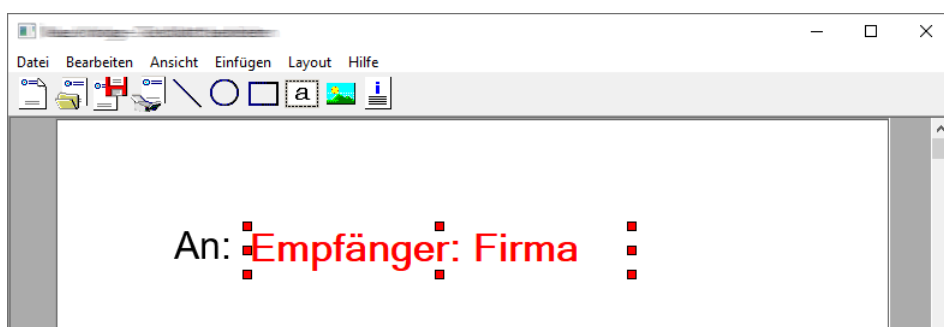 Datei Bearbeiten Ansicht Einfügen Layout Hilfe
a
An: Empfänger: Firma